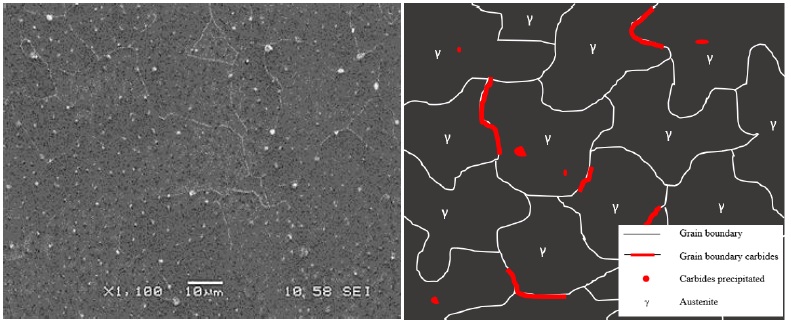 X1,100 10µm 10 58 SEI
γ
γ
γ
γ
γ
γ
γ
γ
γ
γ
γ
Grain boundary
Grain boundary carbides
Carbides precipitated
γ Austenite